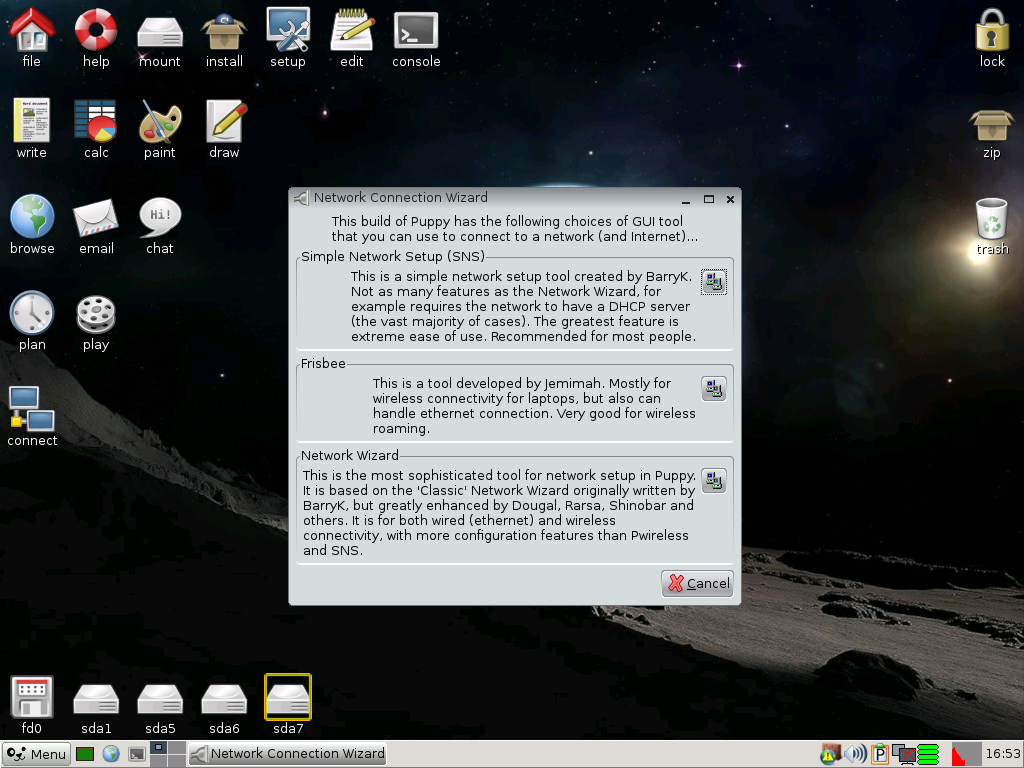 file help mount install setup edit console lock
write calc paint draw zip
browse email chat trash
plan play
connect
Network Connection Wizard
This build of Puppy has the following choices of GUI tool
that you can use to connect to a network (and Internet)...
Simple Network Setup (SNS)
This is a simple network setup tool created by BarryK.
Not as many features as the Network Wizard, for
example requires the network to have a DHCP server
(the vast majority of cases). The greatest feature is
extreme ease of use. Recommended for most people.
Frisbee
This is a tool developed by Jemimah. Mostly for
wireless connectivity for laptops, but also can
handle ethernet connection. Very good for wireless
roaming.
Network Wizard
This is the most sophisticated tool for network setup in Puppy.
It is based on the 'Classic' Network Wizard originally written by
BarryK, but greatly enhanced by Dougal, Rarsa, Shinobar and
others. It is for both wired (ethernet) and wireless
connectivity, with more configuration features than Pwireless
and SNS.
Cancel
fd0 sda1 sda5 sda6 sda7
Menu Network Connection Wizard 16:53